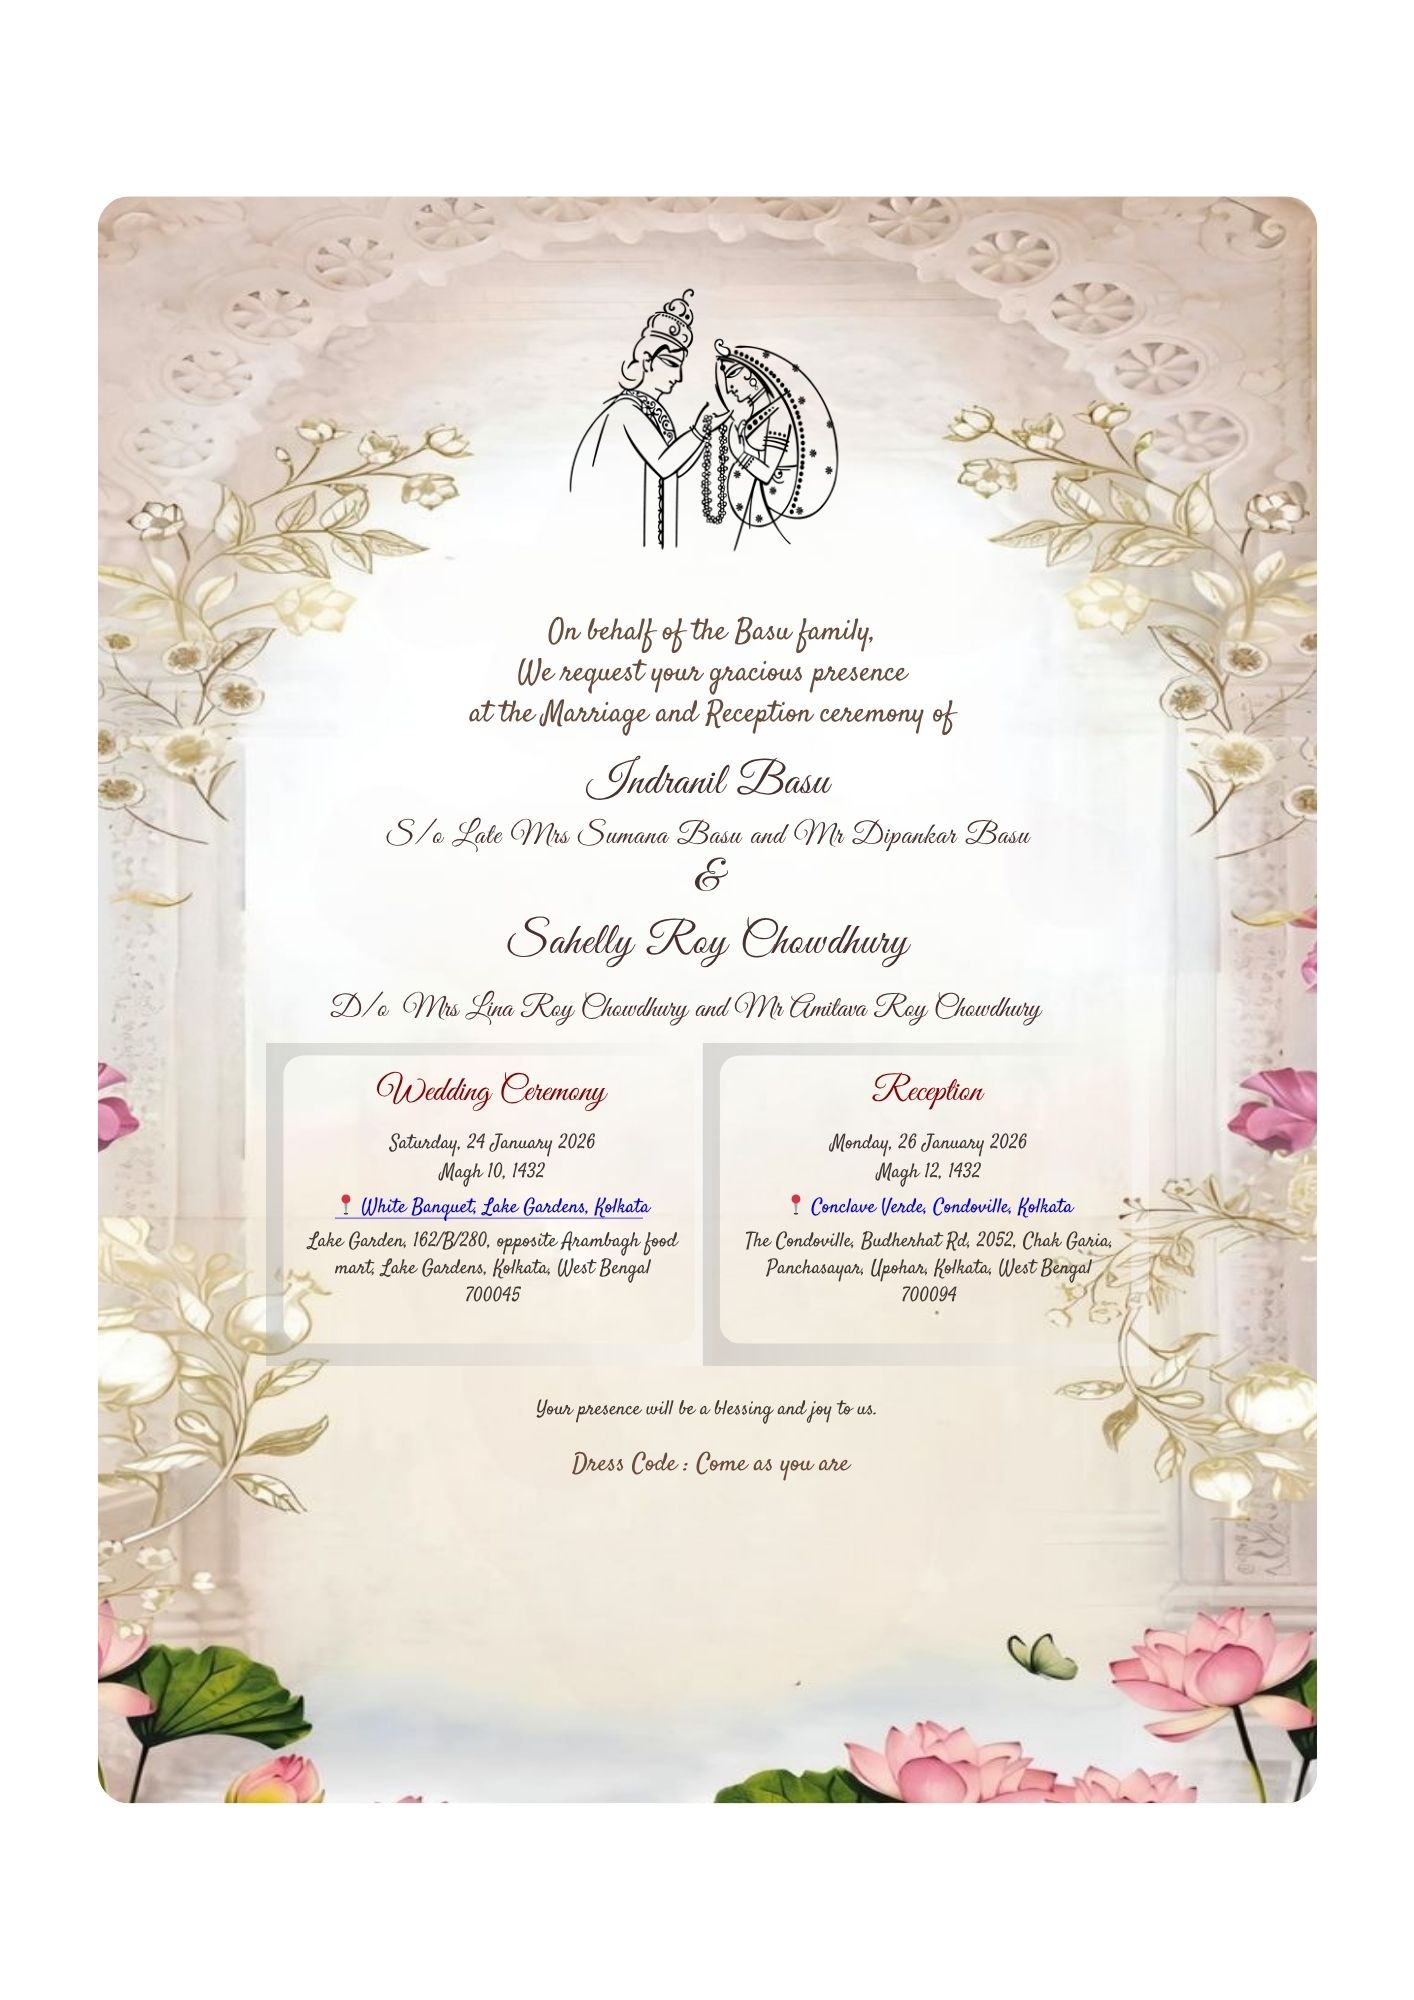 On behalf of the Basu family,
We request your gracious presence
at the Marriage and Reception ceremony of
Indranil Basu
S/o Late Mrs Sumana Basu and Mr Dipankar Basu
&
Sahelly Roy Chowdhury
D/o Mrs Lina Roy Chowdhury and Mr Amitava Roy Chowdhury
Wedding Ceremony
Saturday, 24 January 2026
Magh 10, 1432
📍 White Banquet, Lake Gardens, Kolkata
Lake Garden, 162/B/280, opposite Arambagh food
mart, Lake Gardens, Kolkata, West Bengal
700045
Reception
Monday, 26 January 2026
Magh 12, 1432
📍 Conclave Verde, Condoville, Kolkata
The Condoville, Budherhat Rd, 2052, Chak Garia,
Panchasayar, Upohar, Kolkata, West Bengal
700094
Your presence will be a blessing and joy to us.
Dress Code : Come as you are